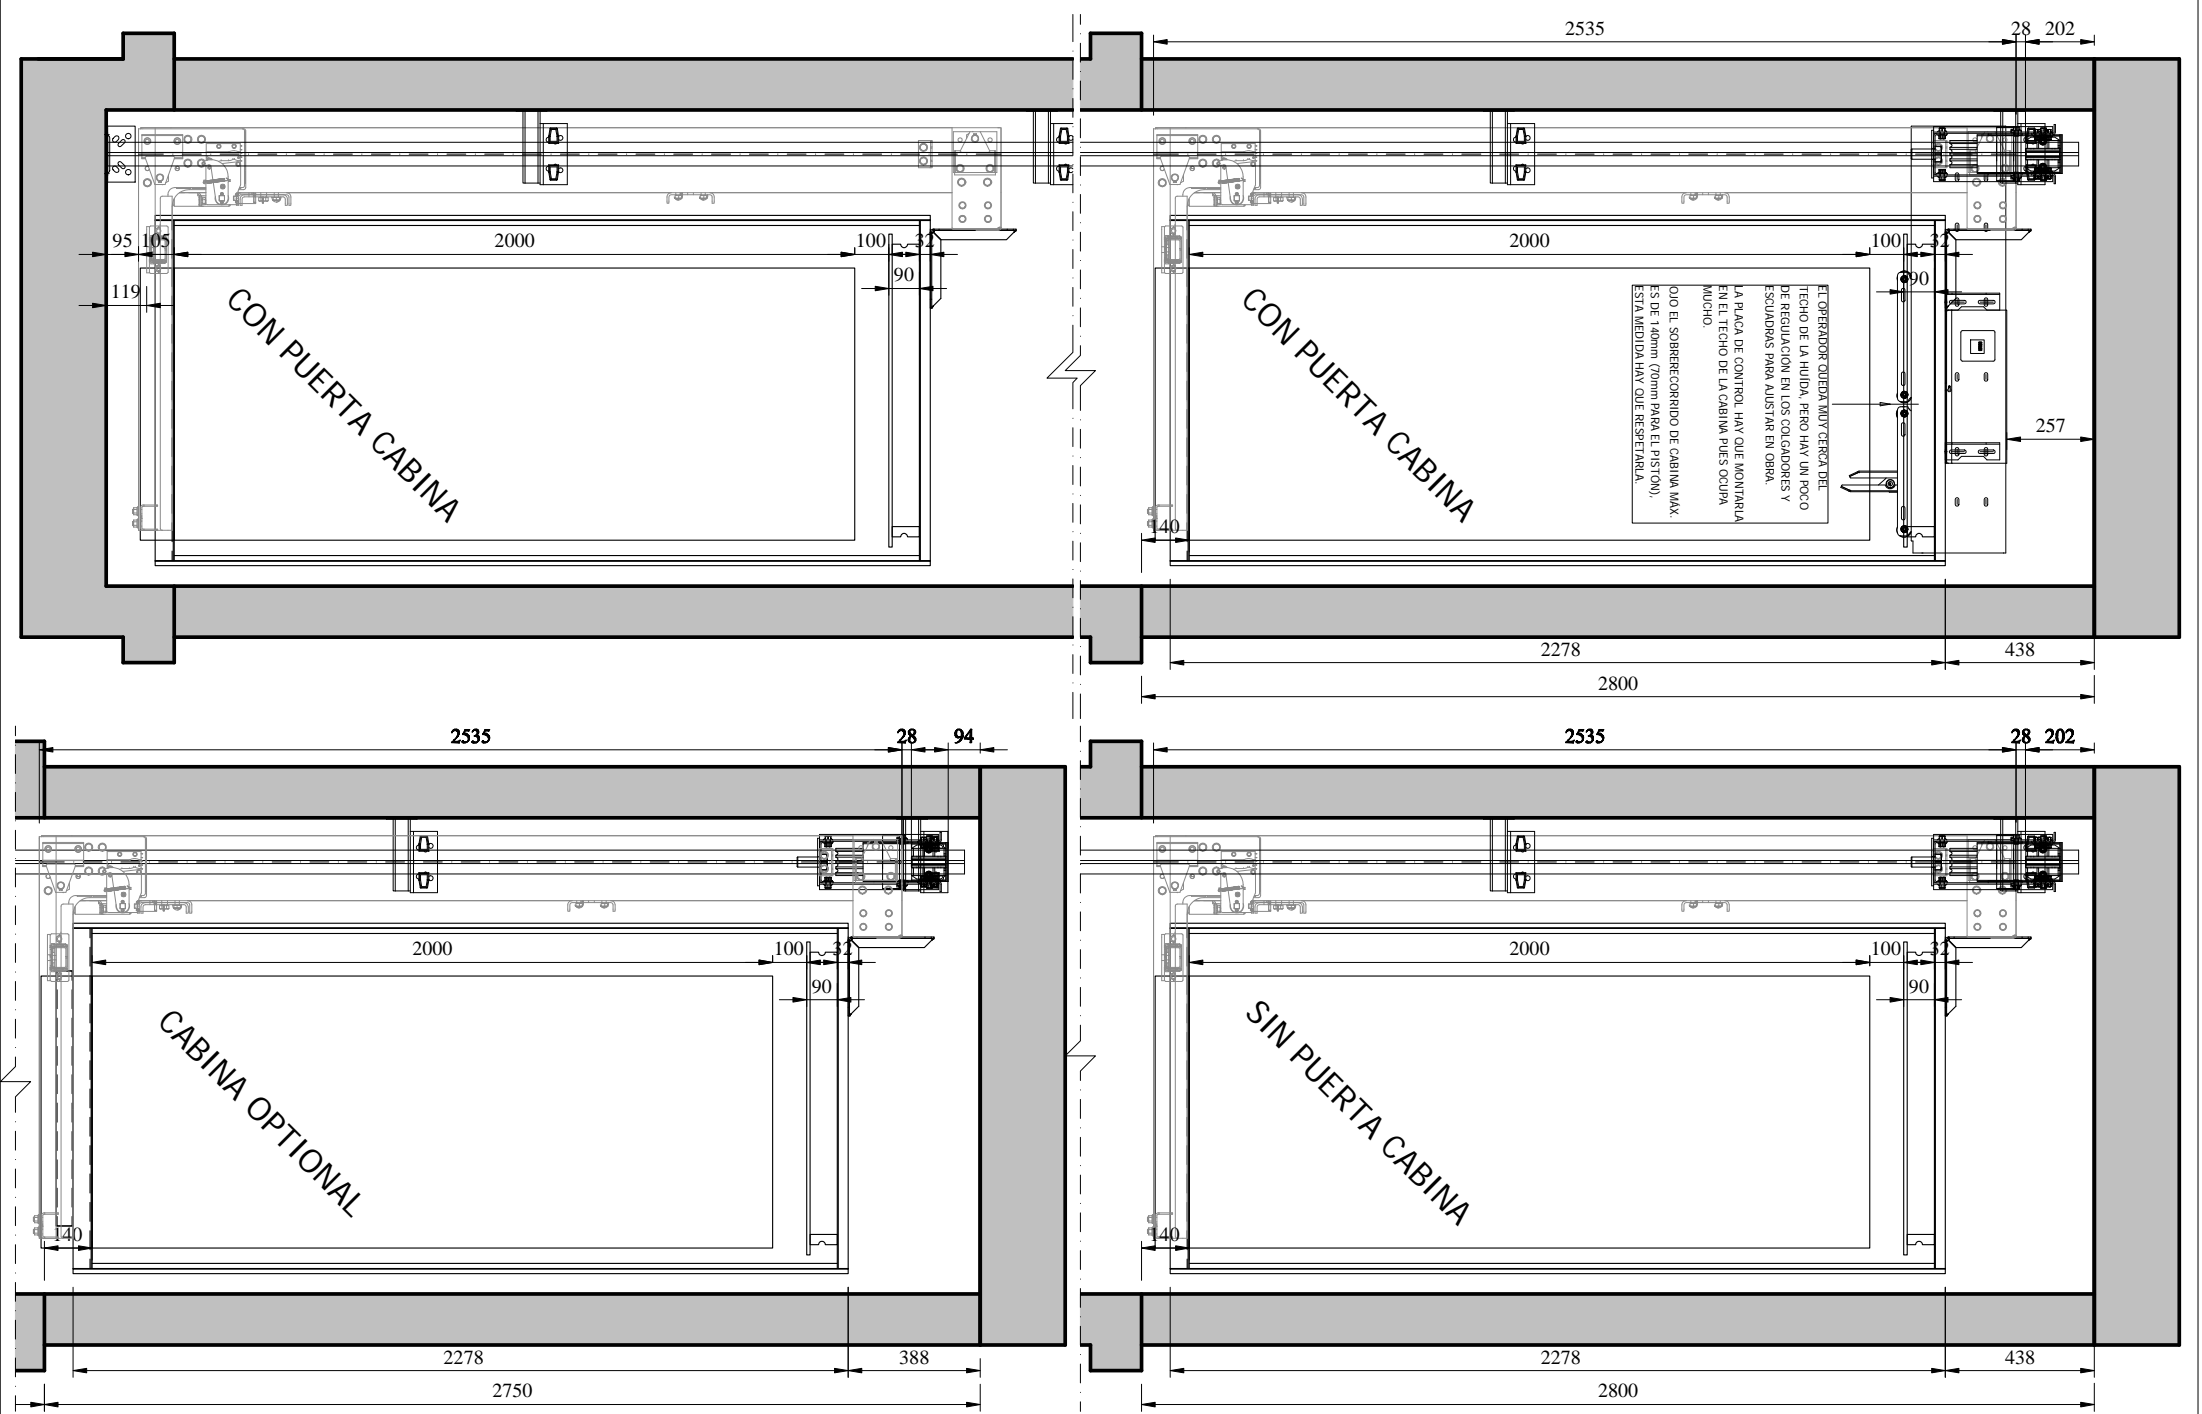 2535
28
202
95
105
2000
100
32
90
119
CON PUERTA CABINA
2000
100
32
90
CON PUERTA CABINA
EL OPERADOR QUEDA MUY CERCA DEL
TECHO DE LA HUÍDA, PERO HAY UN POCO
DE REGULACIÓN EN LOS COLGADORES Y
ESCUADRAS PARA AJUSTAR EN OBRA.
LA PLACA DE CONTROL HAY QUE MONTARLA
EN EL TECHO DE LA CABINA PUES OCUPA
MUCHO.
OJO EL SOBRERECORRIDO DE CABINA MÁX.
ES DE 140mm (70mm PARA EL PISTÓN),
ESTA MEDIDA HAY QUE RESPETARLA.
257
140
2278
438
2800
2535
28
94
2000
100
32
90
CABINA OPTIONAL
140
2278
388
2750
2535
28
202
2000
100
32
90
SIN PUERTA CABINA
140
2278
438
2800